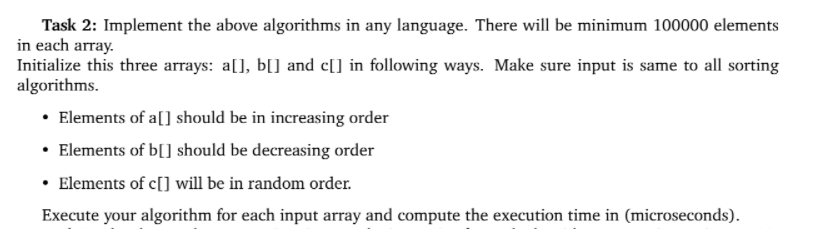 Task 2: Implement the above algorithms in any language. There will be minimum 100000 elements
in each array.
Initialize this three arrays: a[], b[] and c[] in following ways. Make sure input is same to all sorting
algorithms.
• Elements of a[] should be in increasing order
• Elements of b[] should be decreasing order
• Elements of c[] will be in random order.
Execute your algorithm for each input array and compute the execution time in (microseconds).